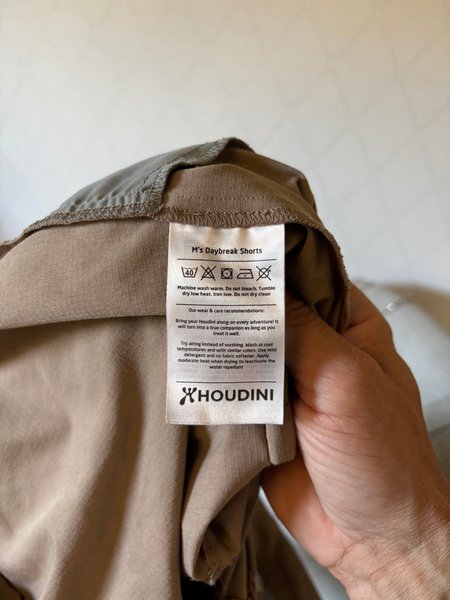 M's Daybreak Shorts
40
Machine wash warm. Do not bleach. Tumble
dry low heat. Iron low. Do not dry clean
Our wear & care recommendations:
Bring your Houdini along on every adventure! It
will turn into a true companion as long as you
treat it well.
Try airing instead of washing. Wash at cool
temperatures and with similar colors. Use mild
detergent and no fabric softener. Apply
moderate heat when drying to reactivate the
water repellant
HOUDINI